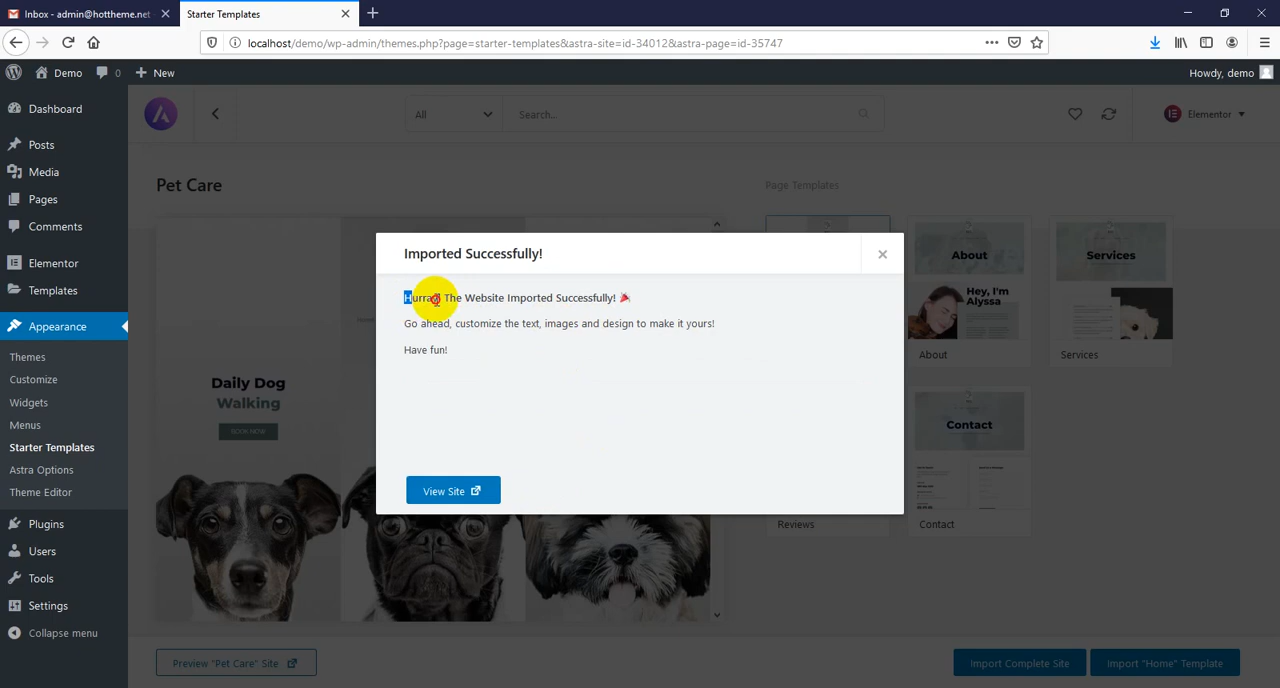 Inbox - admin@hottheme.net
Starter Templates
localhost/demo/wp-admin/themes.php?page=starter-templates&astra-site=id-34012&astra-page=id-35747
Demo
0
New
Howdy, demo
Dashboard
Posts
Media
Pages
Comments
Elementor
Templates
Appearance
Themes
Customize
Widgets
Menus
Starter Templates
Astra Options
Theme Editor
Plugins
Users
Tools
Settings
Collapse menu
All
Search...
Elementor
Pet Care
Page Templates
Daily Dog
Walking
BOOK NOW
Imported Successfully!
Hurray! The Website Imported Successfully!
Go ahead, customize the text, images and design to make it yours!
Have fun!
View Site
About
Hey, I'm
Alyssa
About
Services
Services
Contact
Reviews
Contact
Preview "Pet Care" Site
Import Complete Site
Import "Home" Template